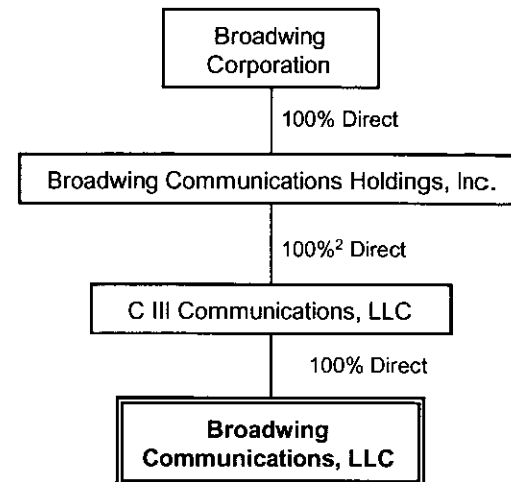 Broadwing
Corporation
100% Direct
Broadwing Communications Holdings, Inc.
100%² Direct
C III Communications, LLC
100% Direct
Broadwing
Communications, LLC